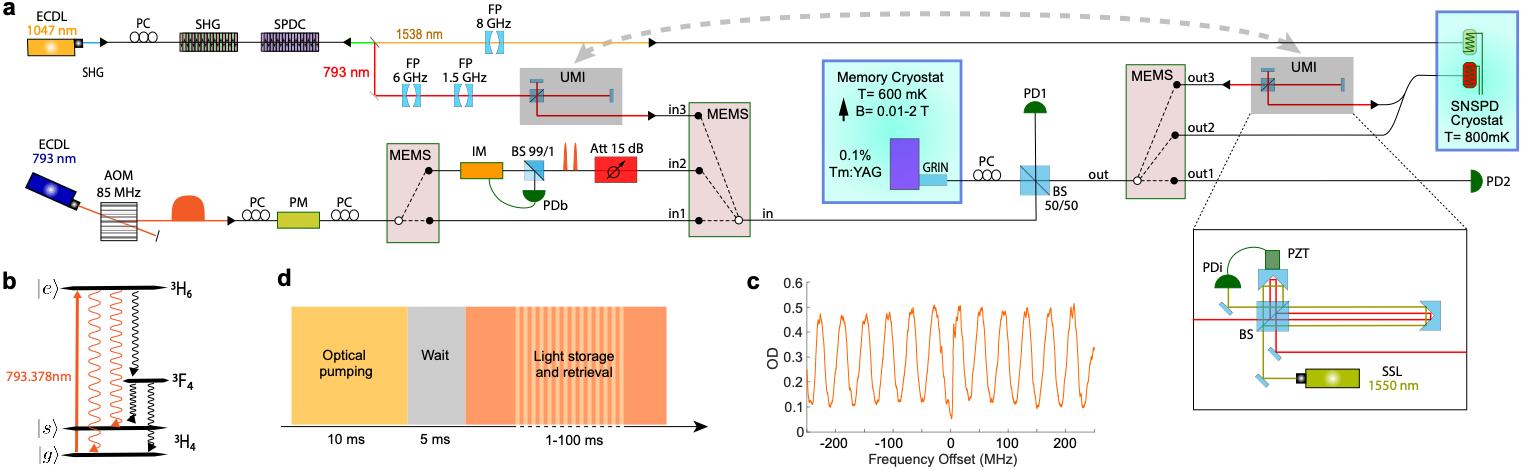 a
ECDL
1047 nm
SHG
PC
SHG
SPDC
793 nm
1538 nm
FP
8 GHz
FP
6 GHz
FP
1.5 GHz
UMI
ECDL
793 nm
AOM
85 MHz
PC
PM
PC
MEMS
IM
BS 99/1
PDb
Att 15 dB
in3
in2
in1
MEMS
in
Memory Cryostat
T= 600 mK
B= 0.01-2 T
0.1%
Tm:YAG
GRIN
PC
PD1
BS
50/50
out
MEMS
out3
out2
out1
UMI
SNSPD
Cryostat
T= 800mK
PD2
PDi
PZT
BS
SSL
1550 nm
b
|e⟩
³H₆
793.378nm
³F₄
|s⟩
|g⟩
³H₄
d
Optical
pumping
Wait
Light storage
and retrieval
10 ms
5 ms
1-100 ms
c
OD
0.6
0.5
0.4
0.3
0.2
0.1
0
-200
-100
0
100
200
Frequency Offset (MHz)